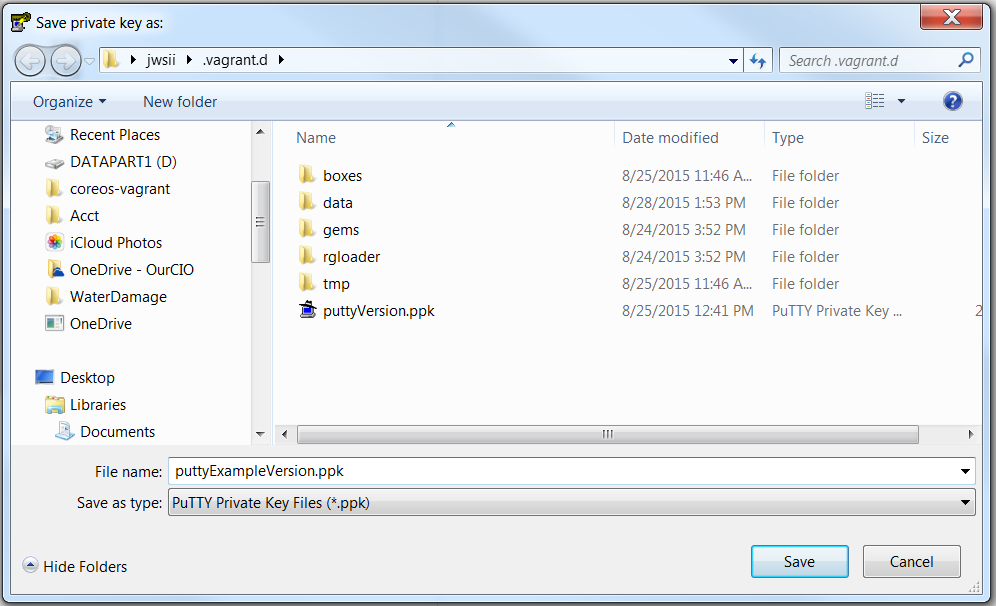 Save private key as:
jwsii .vagrant.d
Search .vagrant.d
Organize New folder
Name Date modified Type Size
Recent Places
DATAPART1 (D)
coreos-vagrant
Acct
iCloud Photos
OneDrive - OurCIO
WaterDamage
OneDrive
Desktop
Libraries
Documents
boxes 8/25/2015 11:46 A... File folder
data 8/28/2015 1:53 PM File folder
gems 8/24/2015 3:52 PM File folder
rgloader 8/24/2015 3:52 PM File folder
tmp 8/25/2015 11:46 A... File folder
puttyVersion.ppk 8/25/2015 12:41 PM PuTTY Private Key ... 2
File name: puttyExampleVersion.ppk
Save as type: PuTTY Private Key Files (*.ppk)
Hide Folders
Save Cancel